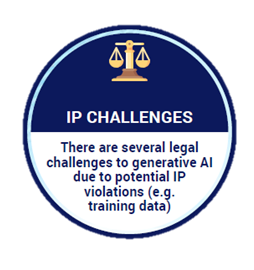 IP CHALLENGES
There are several legal
challenges to generative AI
due to potential IP
violations (e.g.
training data)